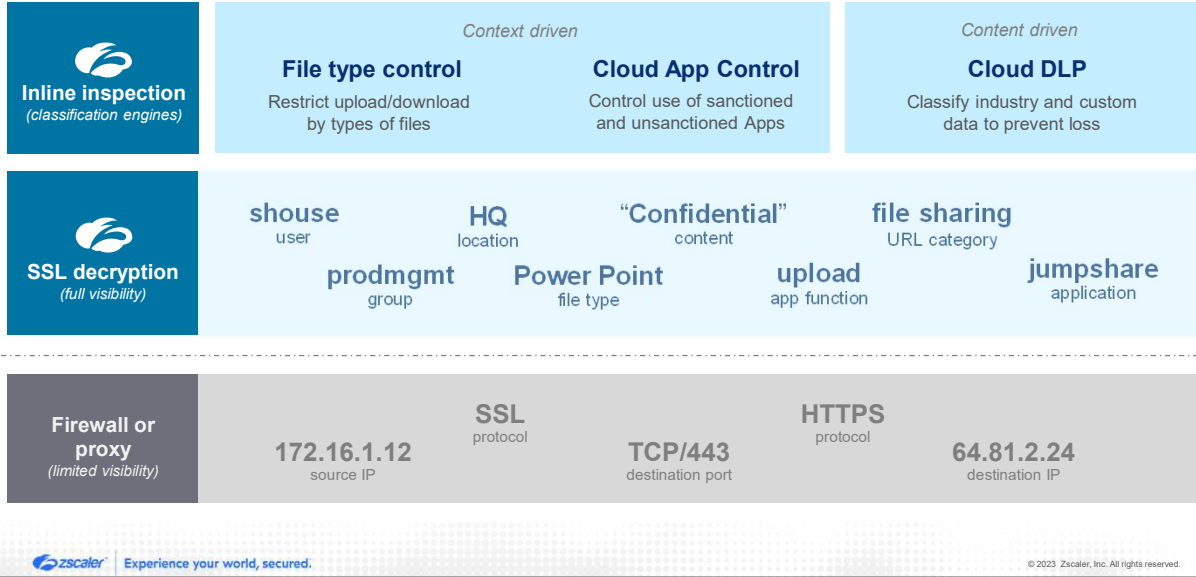 Inline inspection
(classification engines)
Context driven
File type control
Restrict upload/download
by types of files
Cloud App Control
Control use of sanctioned
and unsanctioned Apps
Content driven
Cloud DLP
Classify industry and custom
data to prevent loss
SSL decryption
(full visibility)
shouse
user
HQ
location
“Confidential”
content
file sharing
URL category
prodmgmt
group
Power Point
file type
upload
app function
jumpshare
application
Firewall or
proxy
(limited visibility)
SSL
protocol
HTTPS
protocol
172.16.1.12
source IP
TCP/443
destination port
64.81.2.24
destination IP
zscaler™ Experience your world, secured.
© 2023 Zscaler, Inc. All rights reserved.